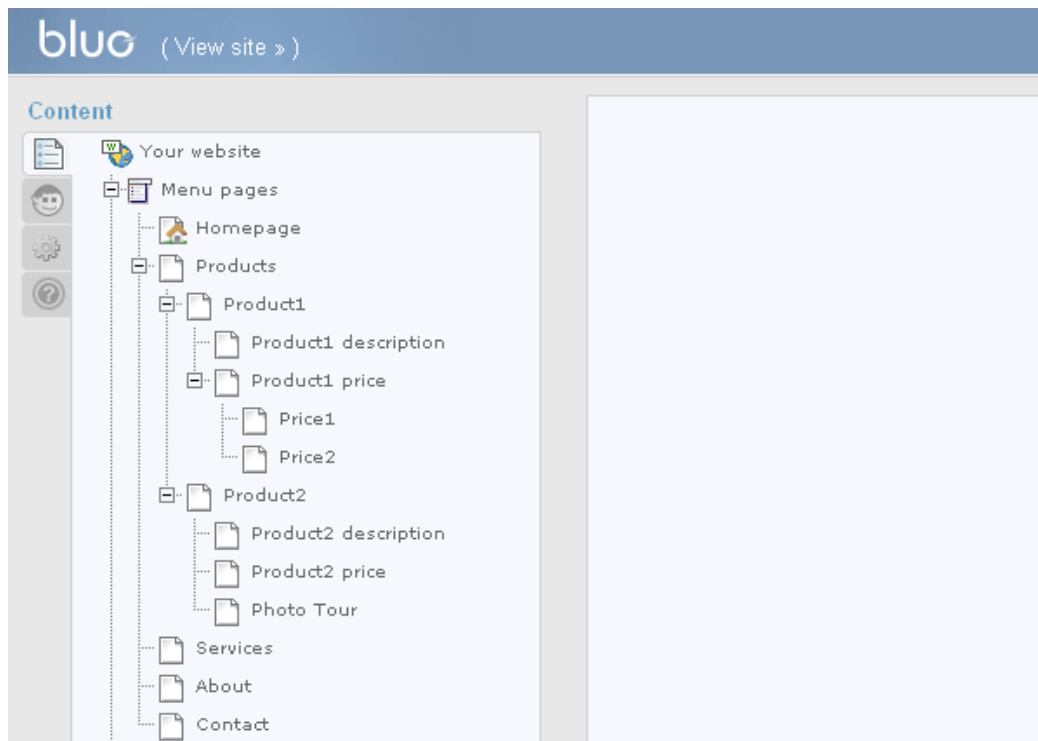 bluo ( View site » )
Content
Your website
Menu pages
Homepage
Products
Product1
Product1 description
Product1 price
Price1
Price2
Product2
Product2 description
Product2 price
Photo Tour
Services
About
Contact